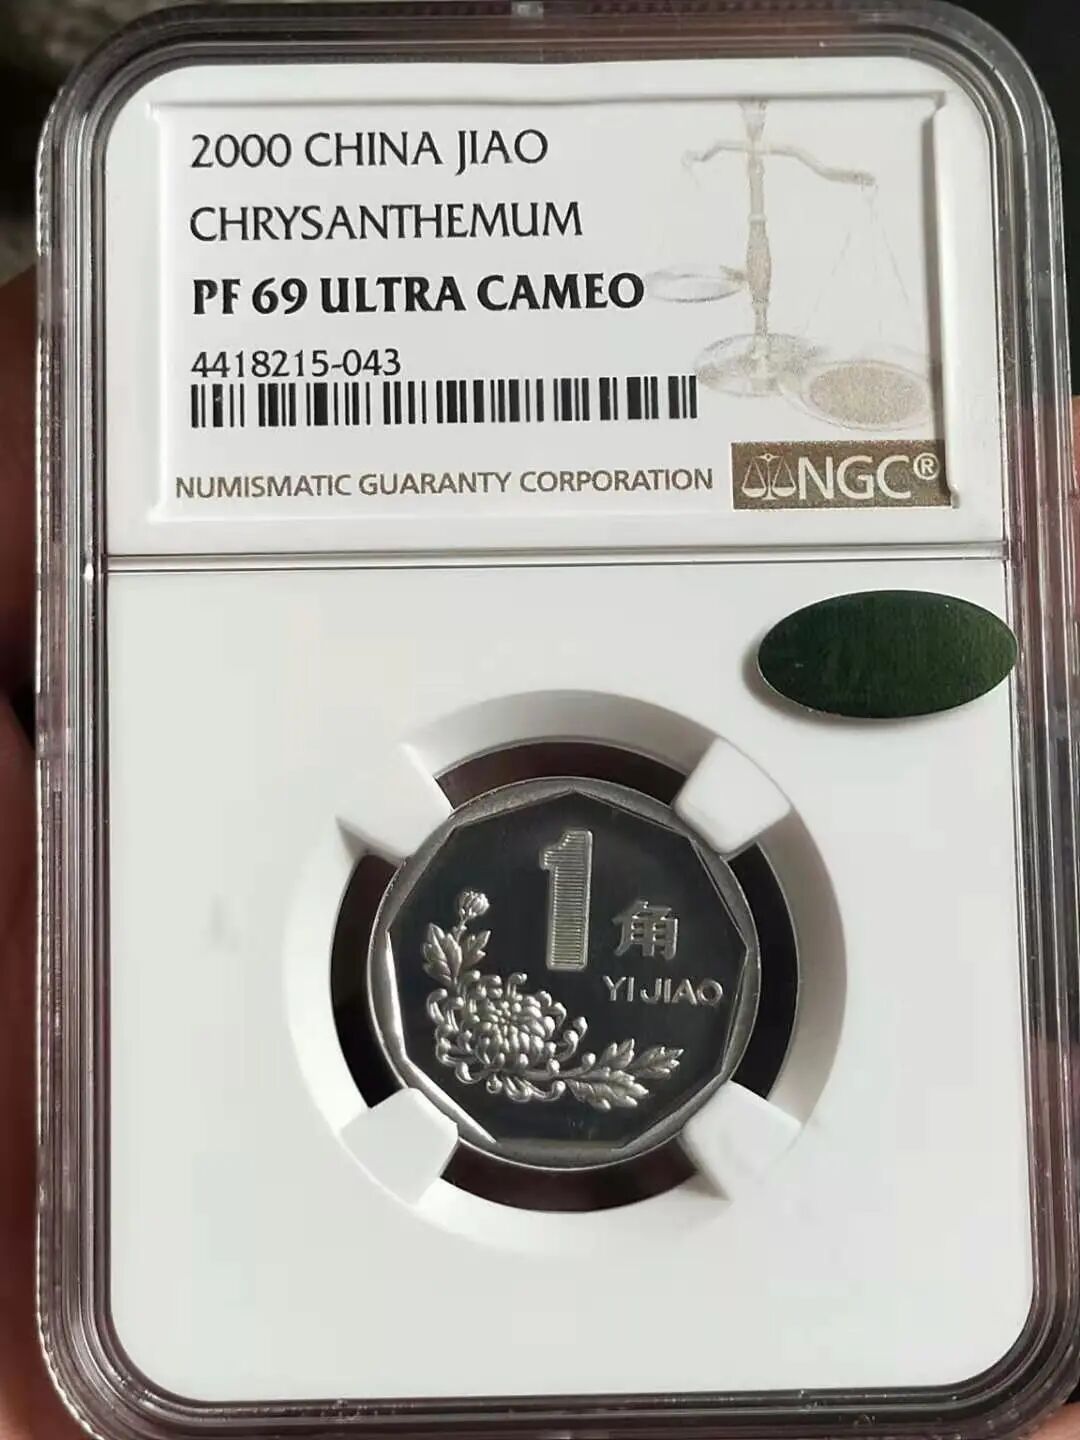 2000 CHINA JIAO
CHRYSANTHEMUM
PF 69 ULTRA CAMEO
4418215-043
NUMISMATIC GUARANTY CORPORATION
NGC®
1角
YI JIAO